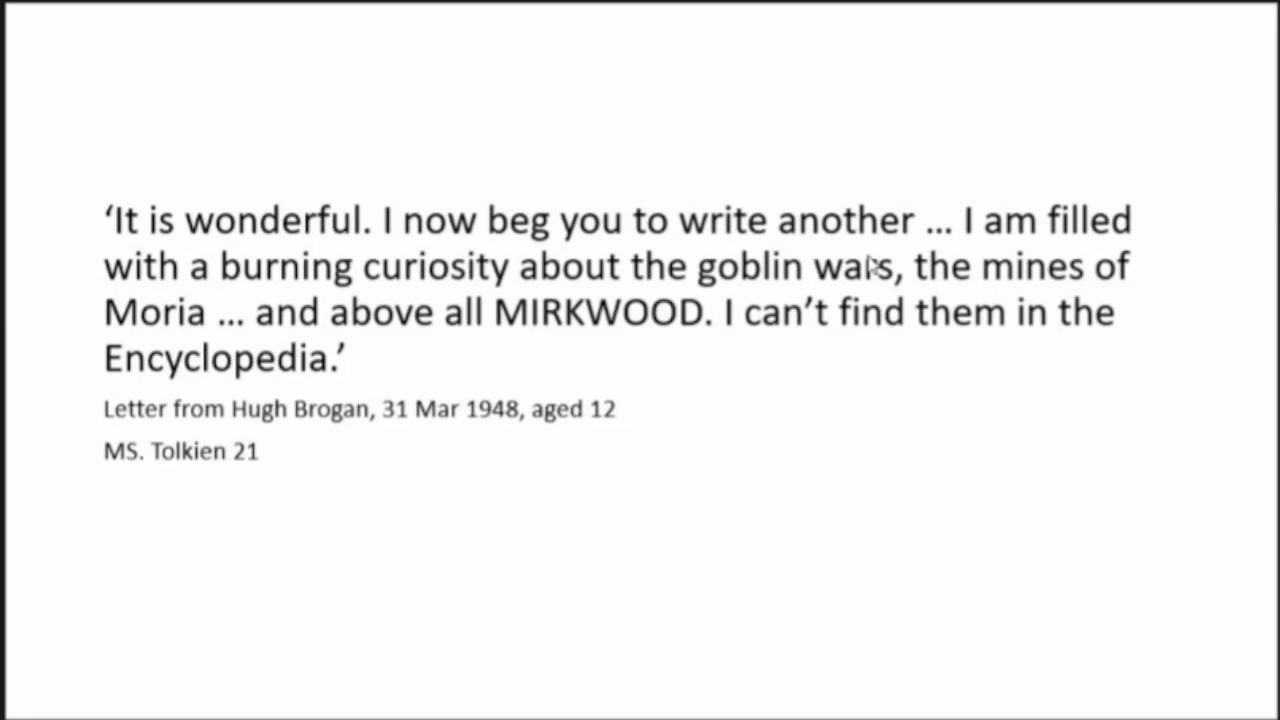 ‘It is wonderful. I now beg you to write another ... I am filled
with a burning curiosity about the goblin wars, the mines of
Moria ... and above all MIRKWOOD. I can’t find them in the
Encyclopedia.’
Letter from Hugh Brogan, 31 Mar 1948, aged 12
MS. Tolkien 21